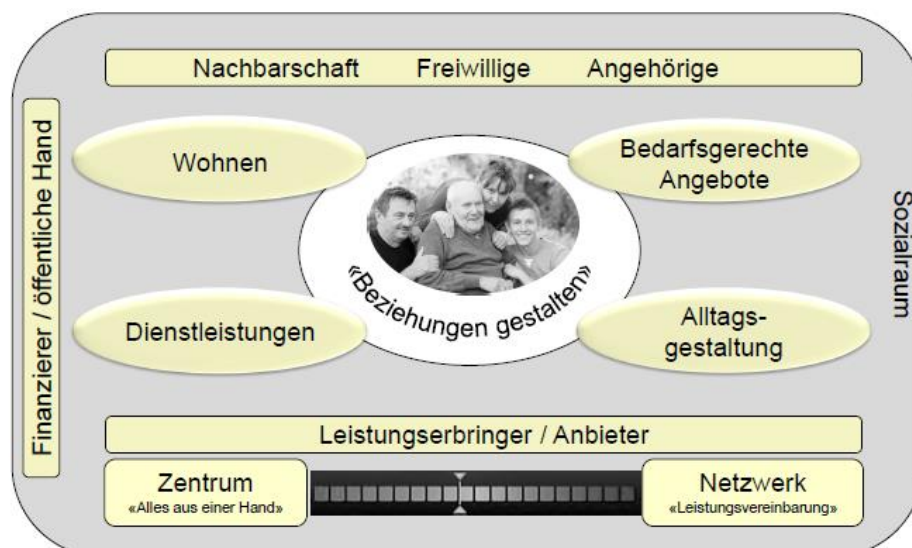 Nachbarschaft Freiwillige Angehörige
Finanzierer / öffentliche Hand
Wohnen
Bedarfsgerechte
Angebote
«Beziehungen gestalten»
Sozialraum
Dienstleistungen
Alltags-
gestaltung
Leistungserbringer / Anbieter
Zentrum
«Alles aus einer Hand»
Netzwerk
«Leistungsvereinbarung»